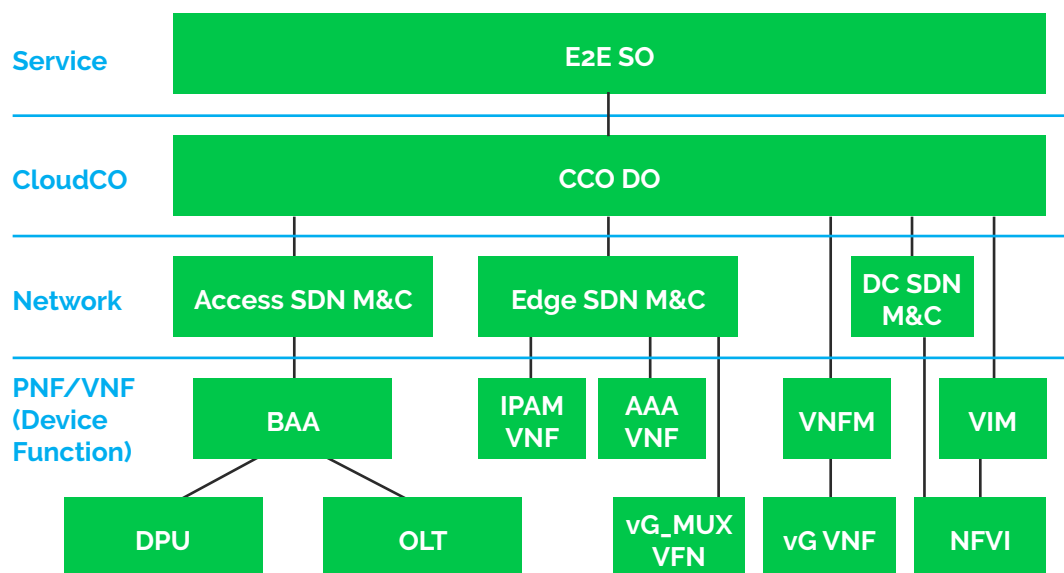 Service
E2E SO
CloudCO
CCO DO
Network
Access SDN M&C
Edge SDN M&C
DC SDN
M&C
PNF/VNF
(Device
Function)
BAA
IPAM
VNF
AAA
VNF
VNFM
VIM
DPU
OLT
vG_MUX
VFN
vG VNF
NFVI